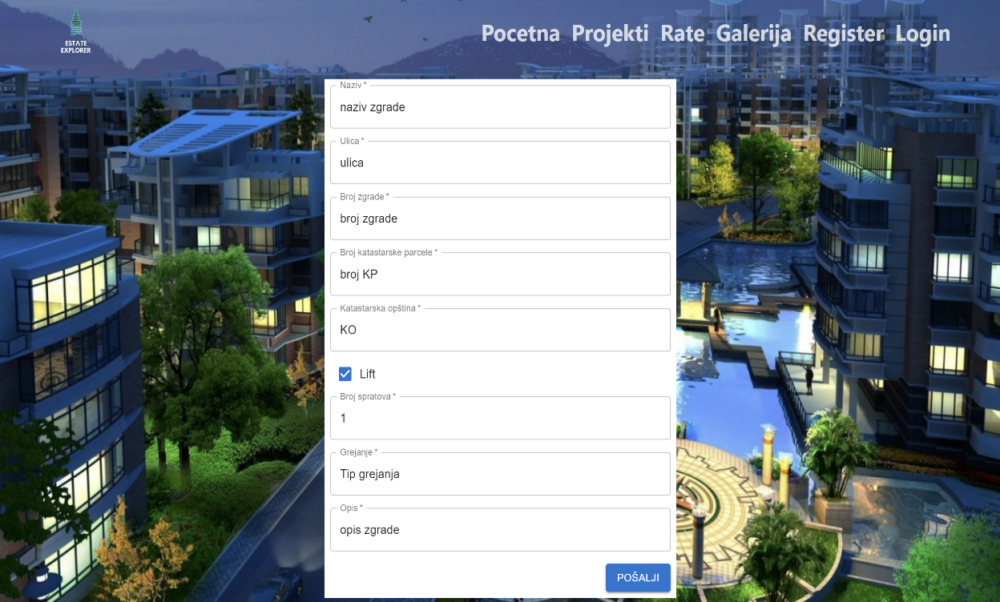 ESTATE
EXPLORER
Pocetna Projekti Rate Galerija Register Login
Naziv *
naziv zgrade
Ulica *
ulica
Broj zgrade *
broj zgrade
Broj katastarske parcele *
broj KP
Katastarska opština *
KO
Lift
Broj spratova *
1
Grejanje *
Tip grejanja
Opis *
opis zgrade
POŠALJI